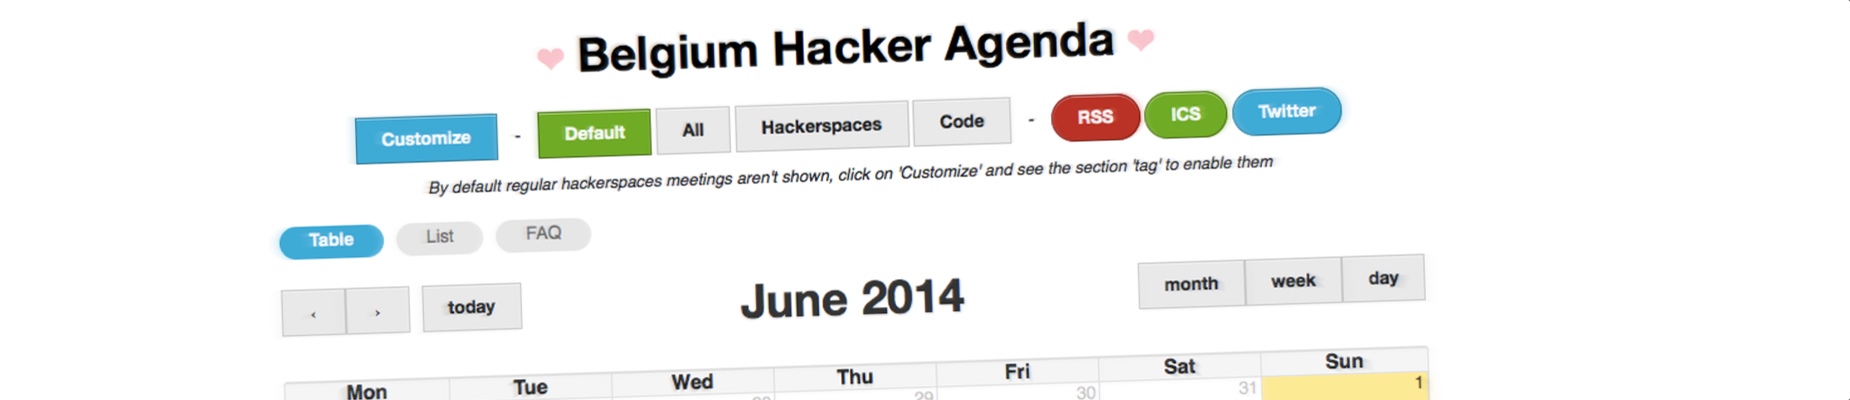 ❤ Belgium Hacker Agenda ❤
Customize - Default All Hackerspaces Code - RSS ICS Twitter
By default regular hackerspaces meetings aren't shown, click on 'Customize' and see the section 'tag' to enable them
Table List FAQ
‹ › today June 2014 month week day
Mon Tue Wed Thu Fri Sat Sun
29 30 31 1